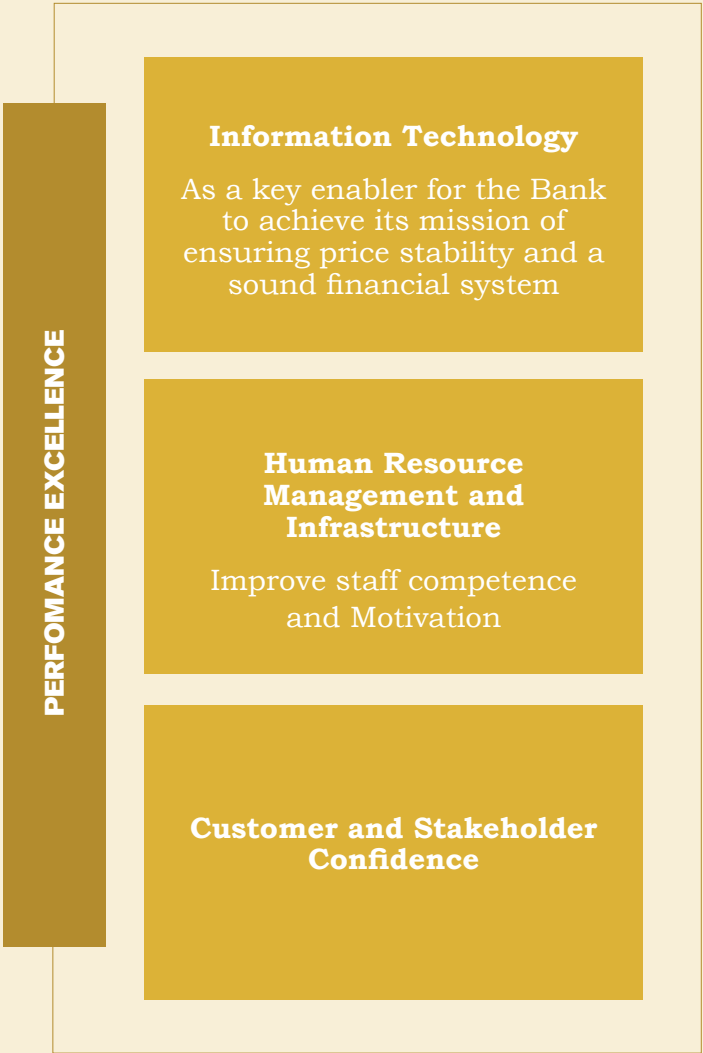 PERFOMANCE EXCELLENCE
Information Technology
As a key enabler for the Bank
to achieve its mission of
ensuring price stability and a
sound financial system
Human Resource
Management and
Infrastructure
Improve staff competence
and Motivation
Customer and Stakeholder
Confidence